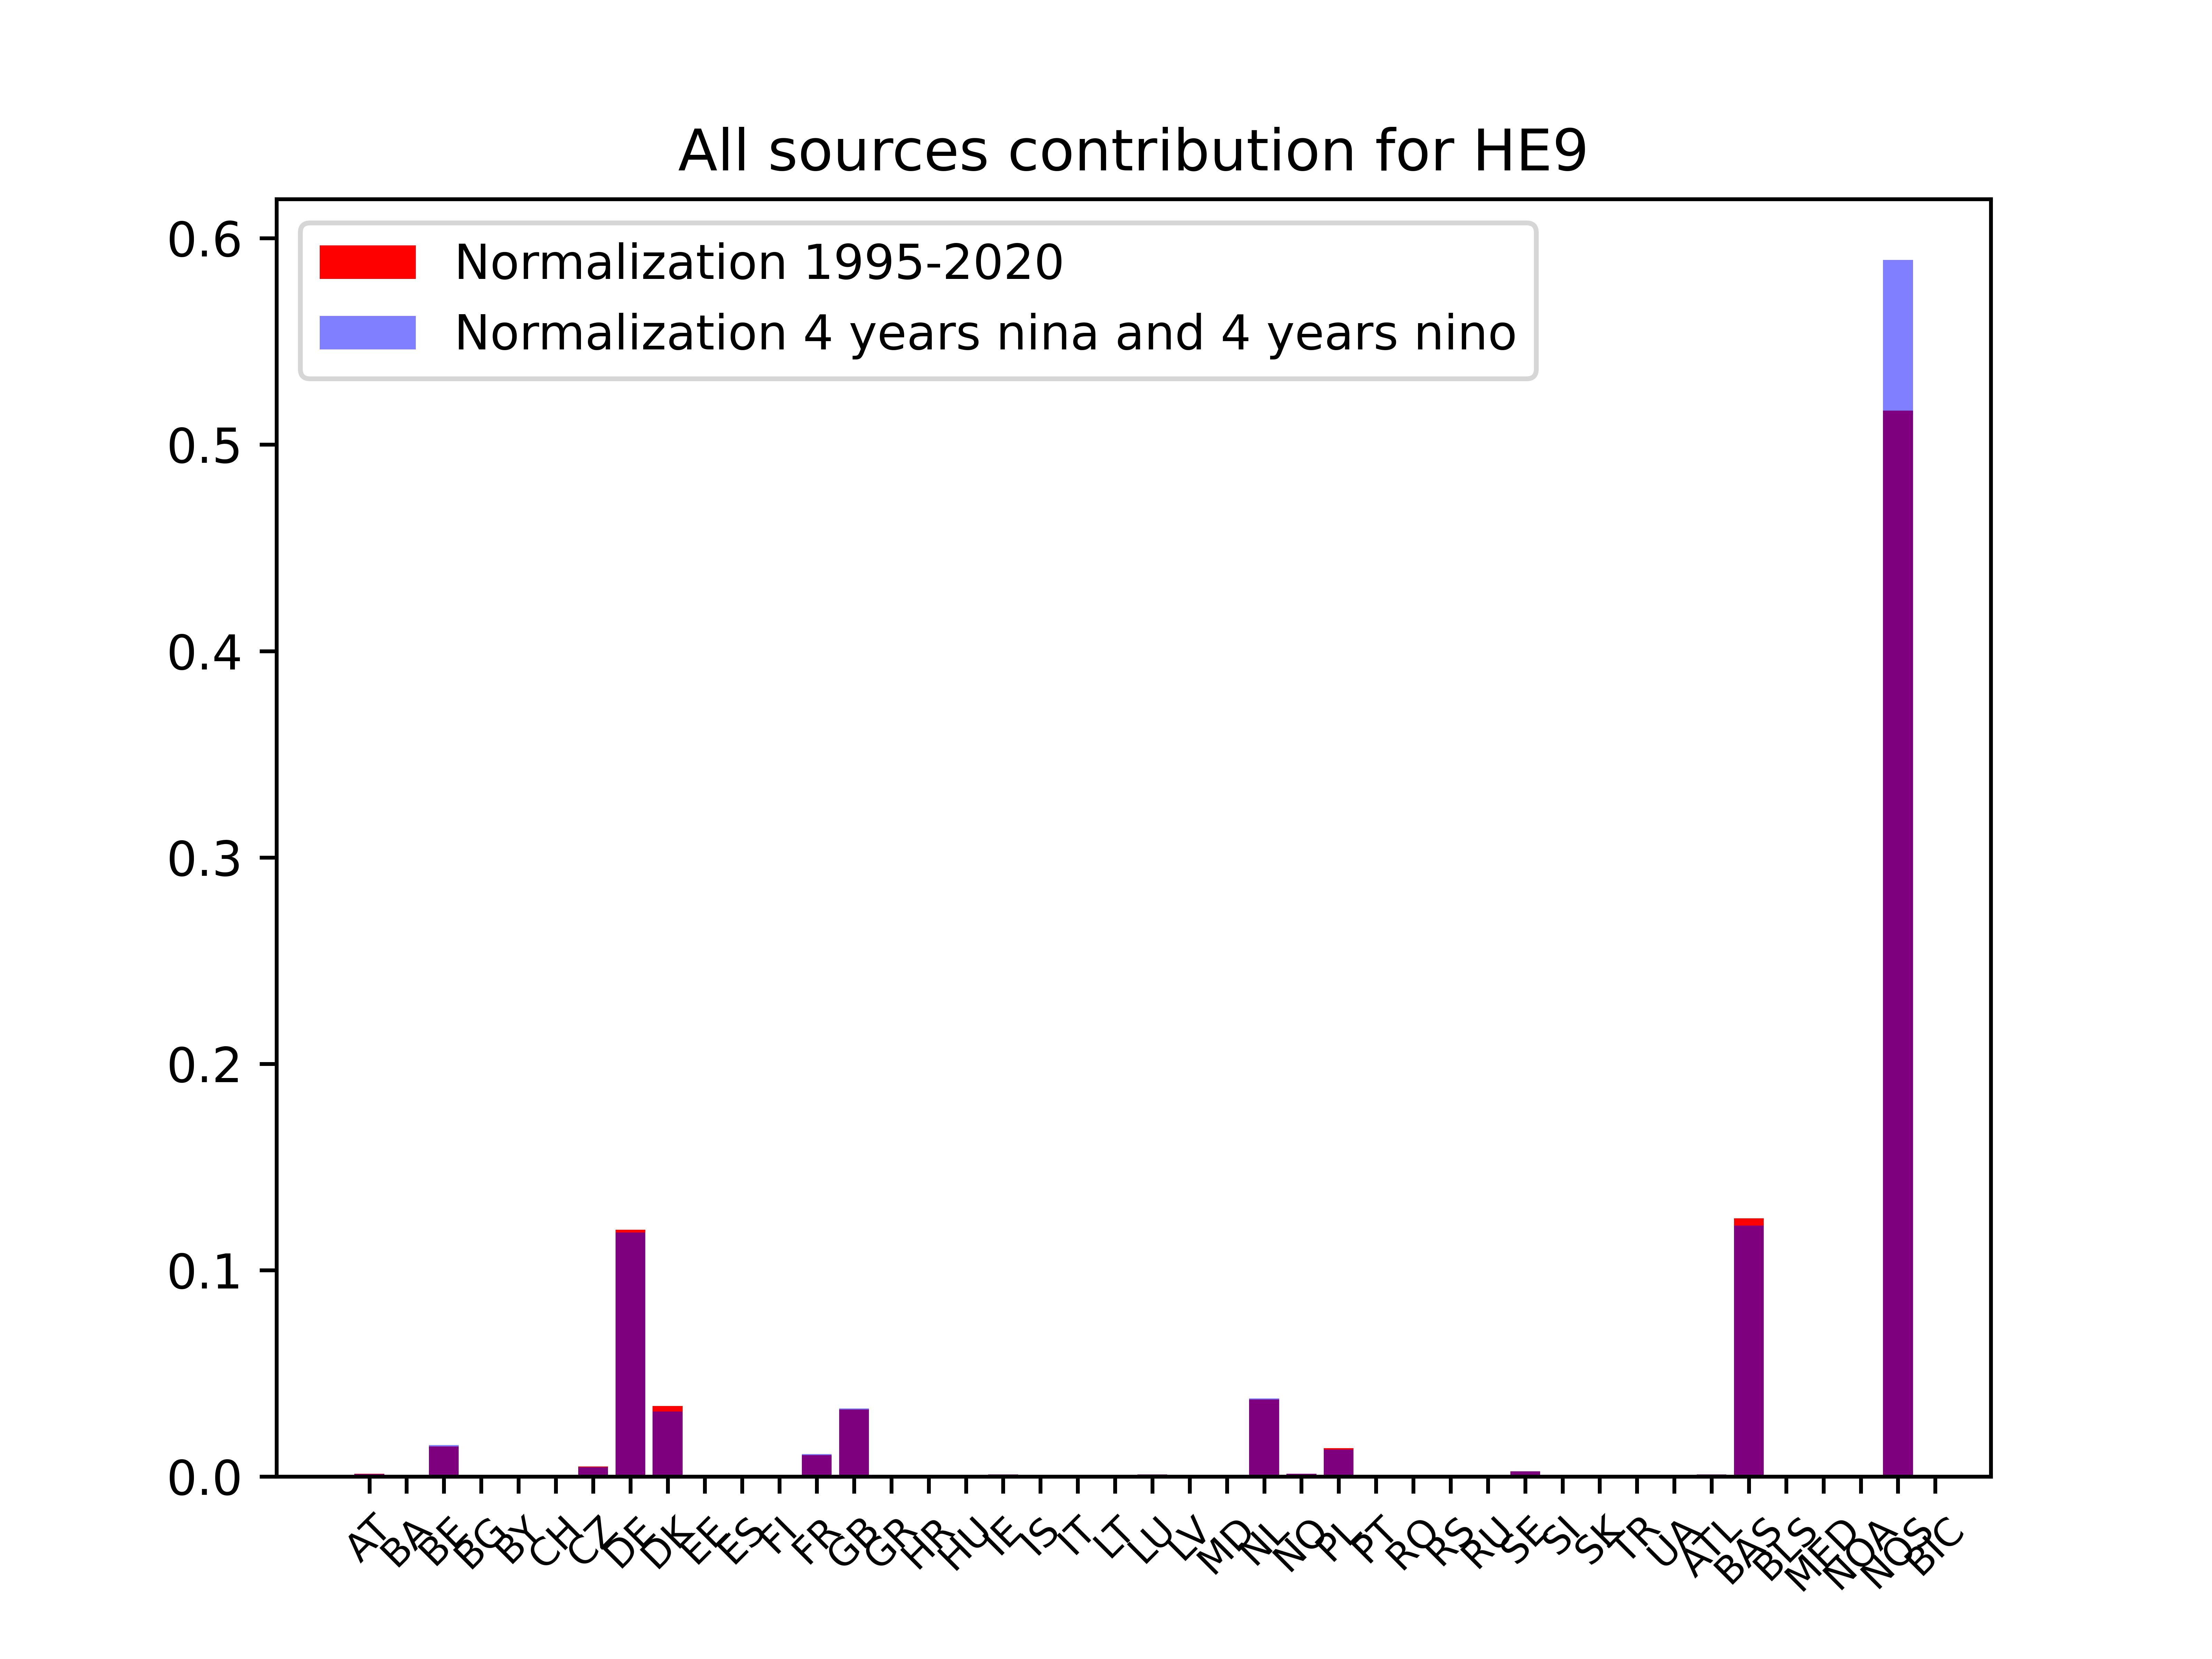 All sources contribution for HE9
Normalization 1995-2020
Normalization 4 years nina and 4 years nino
0.6
0.5
0.4
0.3
0.2
0.1
0.0
AT BA BE BG BY CH CZ DE DK EE ES FI FR GB GR HR HU IE IS IT LT LU LV MD NL NO PL PT RO RS RU SE SI SK TR UA ATL BAS BLS MED NOA NOS BIC